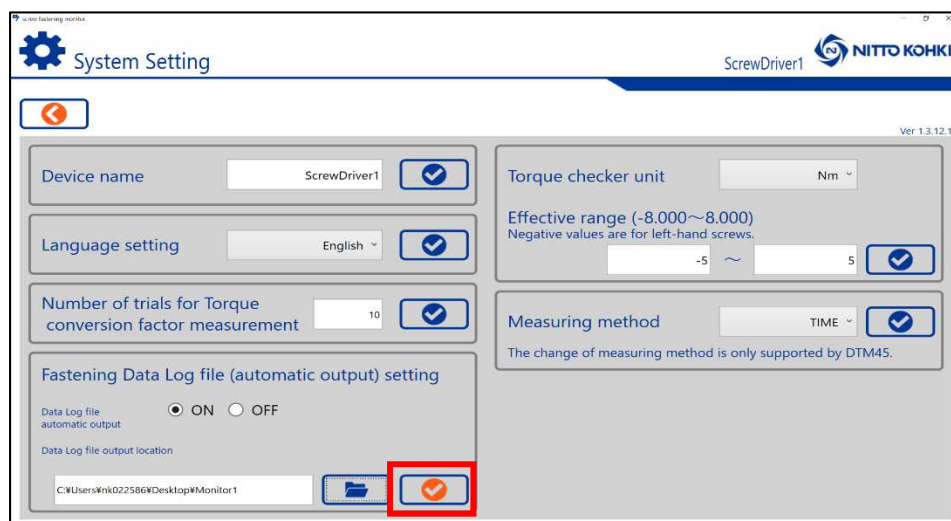 screw fastening monitor
System Setting
ScrewDriver1
NITTO KOHKI
Ver 1.3.12.1
Device name
ScrewDriver1
Language setting
English
Number of trials for Torque
conversion factor measurement
10
Fastening Data Log file (automatic output) setting
Data Log file
automatic output
ON
OFF
Data Log file output location
C:¥Users¥nk022586¥Desktop¥Monitor1
Torque checker unit
Nm
Effective range (-8.000～8.000)
Negative values are for left-hand screws.
-5 ～ 5
Measuring method
TIME
The change of measuring method is only supported by DTM45.